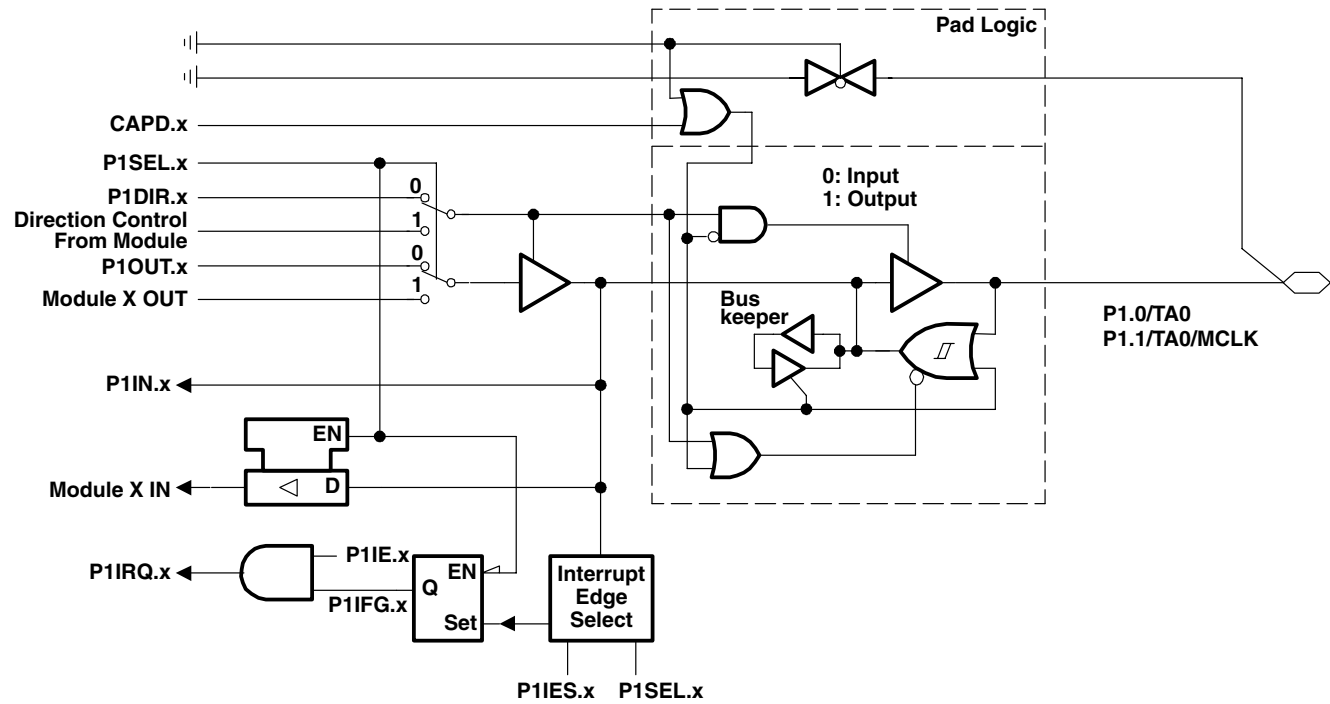 Pad Logic
CAPD.x
P1SEL.x
0
P1DIR.x
1
Direction Control
From Module
0
P1OUT.x
1
Module X OUT
0: Input
1: Output
Bus
keeper
P1.0/TA0
P1.1/TA0/MCLK
P1IN.x
EN
Module X IN
D
P1IE.x
P1IRQ.x
EN
Q
P1IFG.x
Set
Interrupt
Edge
Select
P1IES.x
P1SEL.x